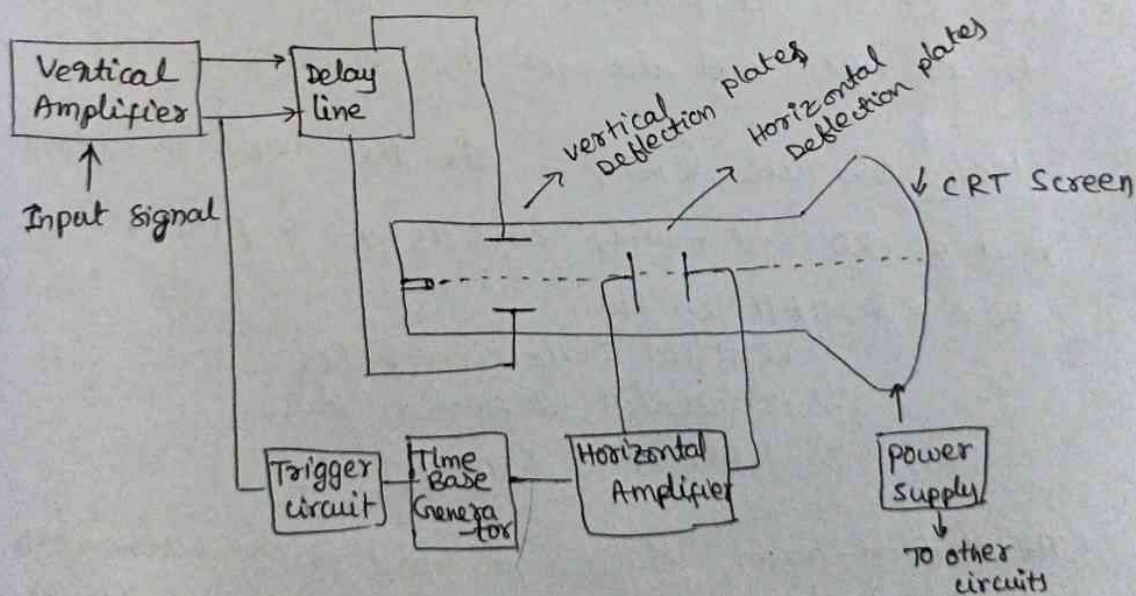 Vertical
Amplifier
Input signal
Delay
line
vertical
Deflection plates
Horizontal
Deflection plates
CRT Screen
Trigger
circuit
Time
Base
Genera
-tor
Horizontal
Amplifier
power
supply
To other
circuits